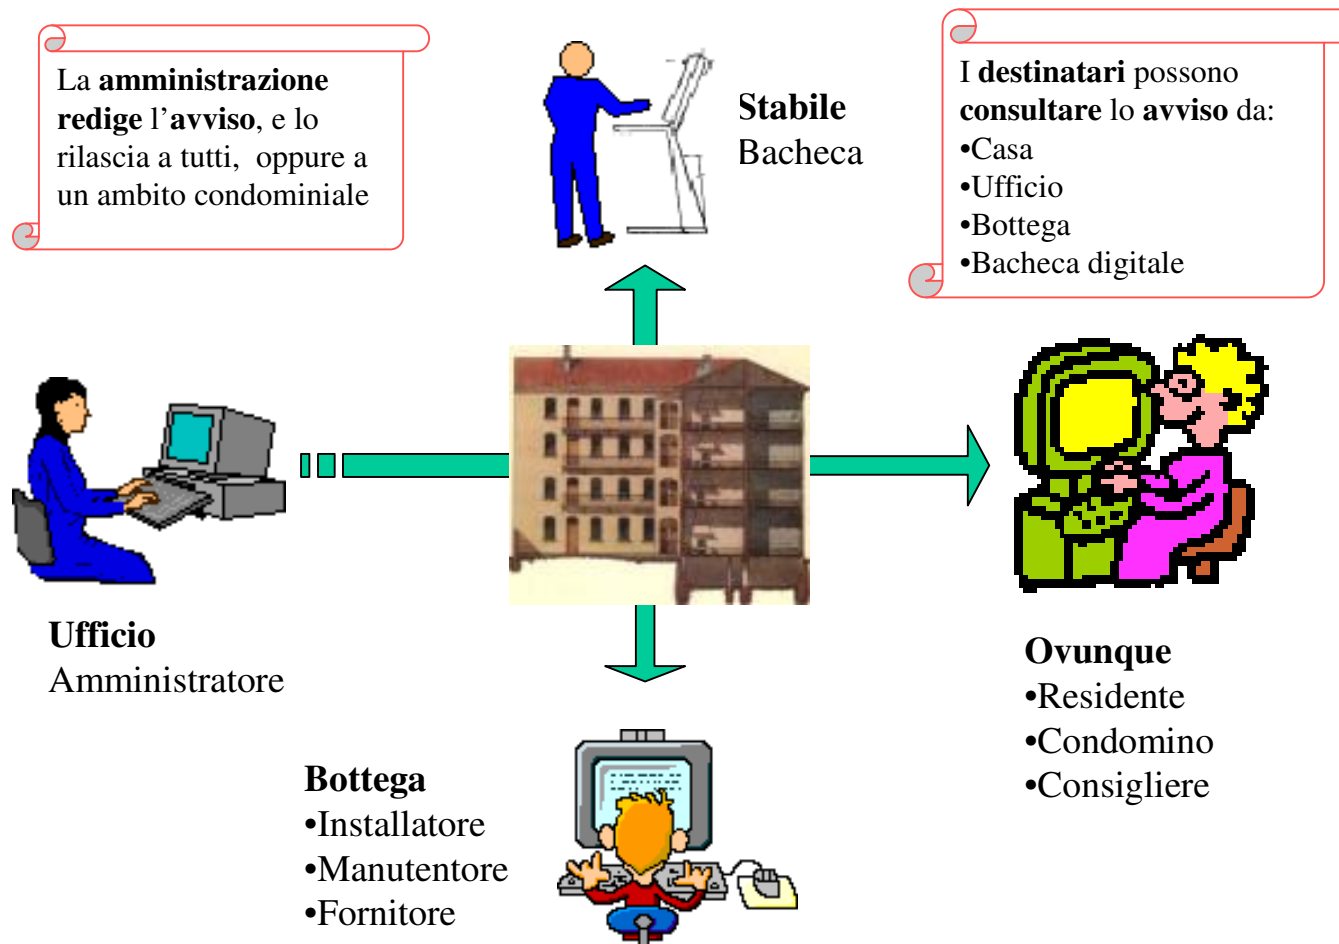 La amministrazione
redige l’avviso, e lo
rilascia a tutti, oppure a
un ambito condominiale
Stabile
Bacheca
I destinatari possono
consultare lo avviso da:
•Casa
•Ufficio
•Bottega
•Bacheca digitale
Ufficio
Amministratore
Ovunque
•Residente
•Condomino
•Consigliere
Bottega
•Installatore
•Manutentore
•Fornitore